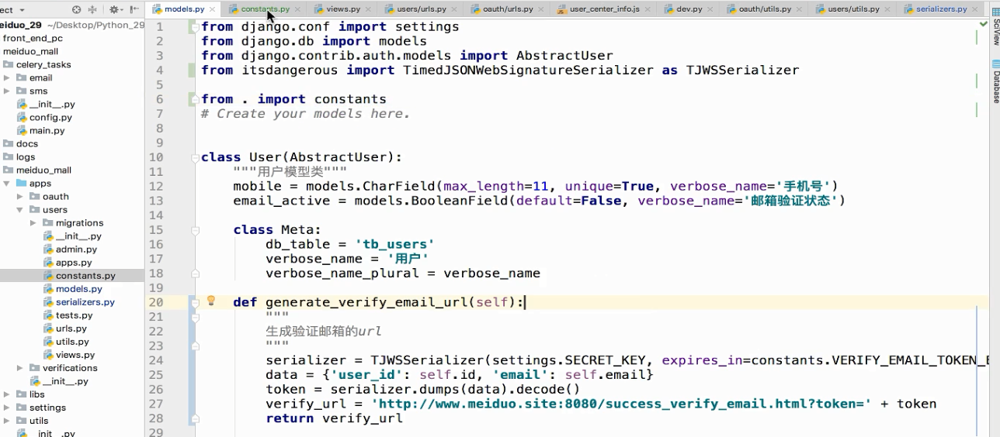 models.py constants.py views.py users/urls.py oauth/urls.py user_center_info.js dev.py oauth/utils.py users/utils.py serializers.py
ect
eiduo_29 ~/Desktop/Python_29
front_end_pc
meiduo_mall
celery_tasks
email
sms
__init__.py
config.py
main.py
docs
logs
meiduo_mall
apps
oauth
users
migrations
__init__.py
admin.py
apps.py
constants.py
models.py
serializers.py
tests.py
urls.py
utils.py
views.py
verifications
__init__.py
libs
settings
utils
__init__.py
1 from django.conf import settings
2 from django.db import models
3 from django.contrib.auth.models import AbstractUser
4 from itsdangerous import TimedJSONWebSignatureSerializer as TJWSSerializer
5
6 from . import constants
7 # Create your models here.
8
9
10 class User(AbstractUser):
11 """用户模型类"""
12 mobile = models.CharField(max_length=11, unique=True, verbose_name='手机号')
13 email_active = models.BooleanField(default=False, verbose_name='邮箱验证状态')
14
15 class Meta:
16 db_table = 'tb_users'
17 verbose_name = '用户'
18 verbose_name_plural = verbose_name
19
20 def generate_verify_email_url(self):
21 """
22 生成验证邮箱的url
23 """
24 serializer = TJWSSerializer(settings.SECRET_KEY, expires_in=constants.VERIFY_EMAIL_TOKEN_E
25 data = {'user_id': self.id, 'email': self.email}
26 token = serializer.dumps(data).decode()
27 verify_url = 'http://www.meiduo.site:8080/success_verify_email.html?token=' + token
28 return verify_url
29
SciView
Database